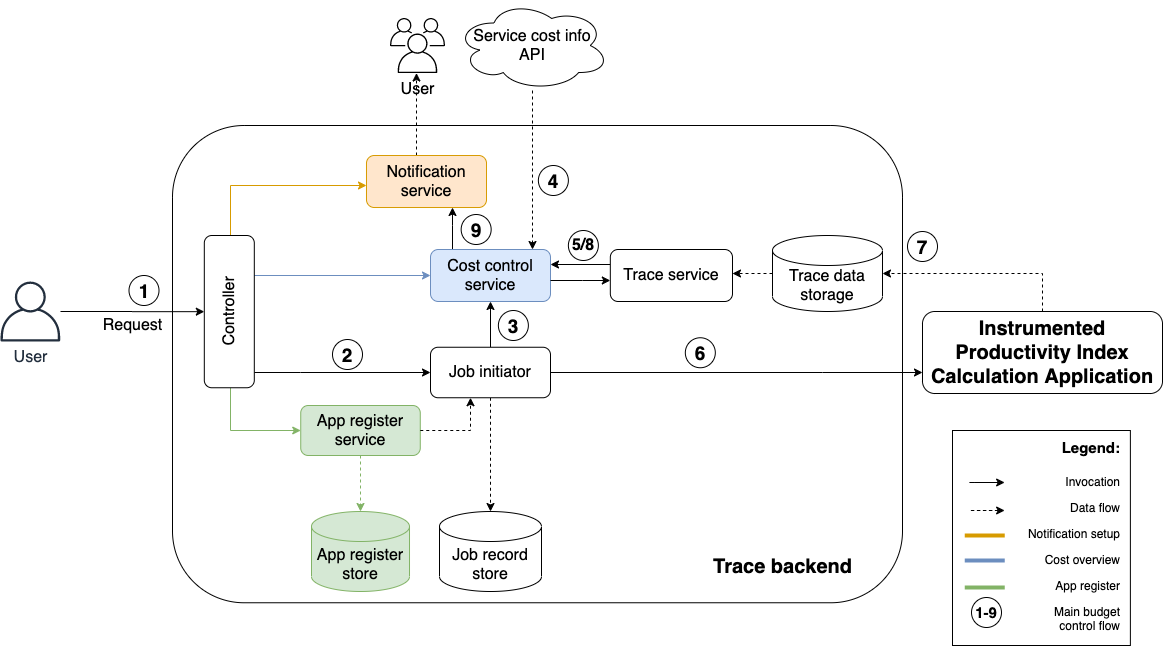 Service cost info
API
User
Notification
service
4
9
5/8
Cost control
service
Trace service
Trace data
storage
7
1
Request
User
Controller
3
2
Job initiator
6
Instrumented
Productivity Index
Calculation Application
App register
service
App register
store
Job record
store
Trace backend
Legend:
Invocation
Data flow
Notification setup
Cost overview
App register
1-9
Main budget
control flow